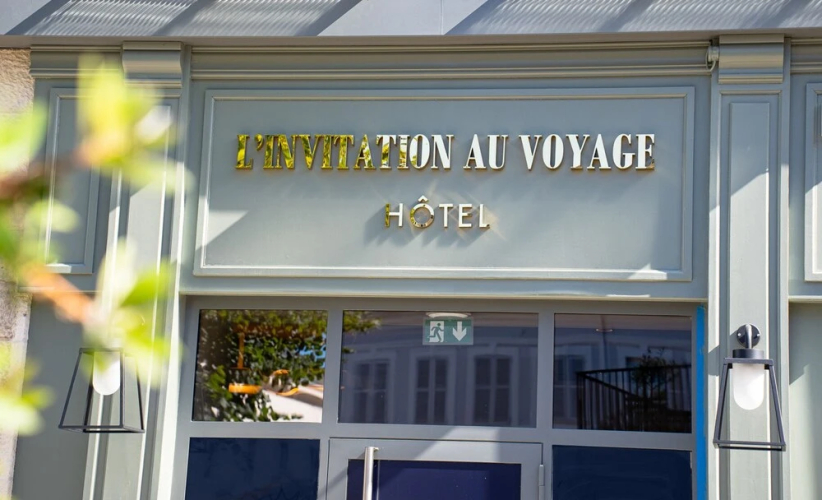 L'INVITATION AU VOYAGE
HÔTEL